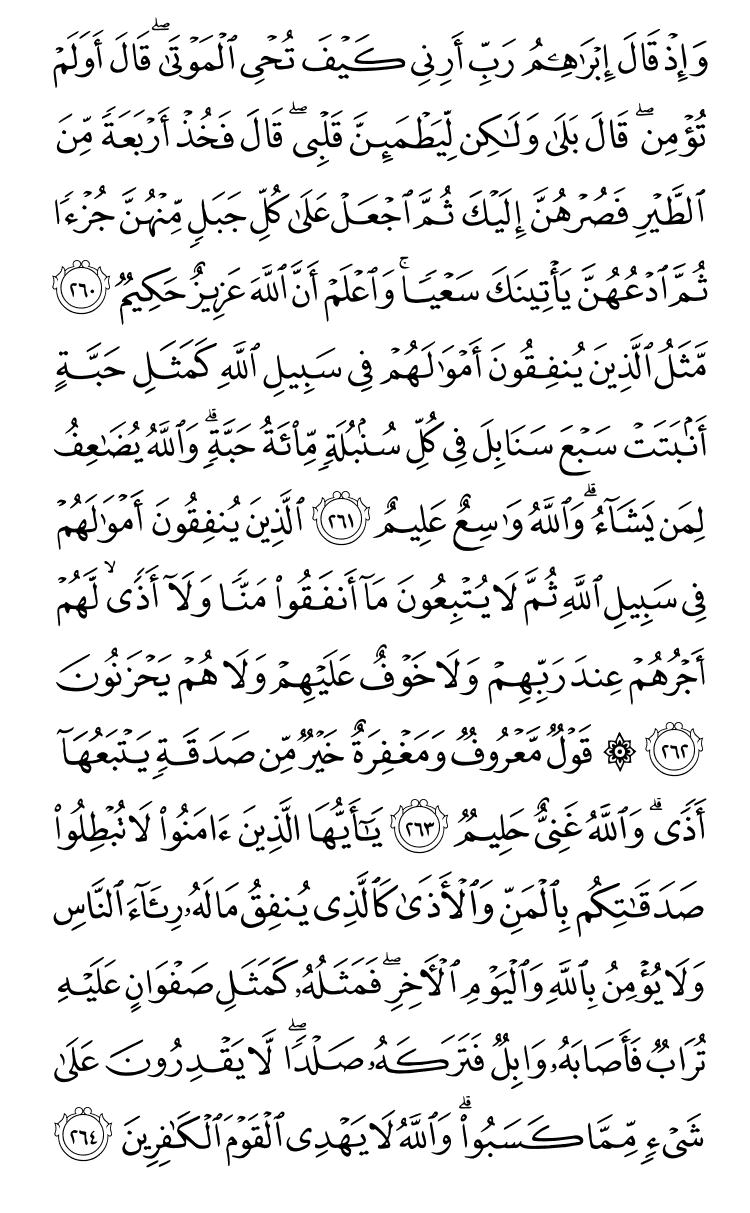 وَإِذۡ قَالَ إِبۡرَٰهِـۧمُ رَبِّ أَرِنِي كَيۡفَ تُحۡيِ ٱلۡمَوۡتَىٰۖ قَالَ أَوَلَمۡ
تُؤۡمِنۖ قَالَ بَلَىٰ وَلَٰكِن لِّيَطۡمَئِنَّ قَلۡبِيۖ قَالَ فَخُذۡ أَرۡبَعَةٗ مِّنَ
ٱلطَّيۡرِ فَصُرۡهُنَّ إِلَيۡكَ ثُمَّ ٱجۡعَلۡ عَلَىٰ كُلِّ جَبَلٖ مِّنۡهُنَّ جُزۡءٗا
ثُمَّ ٱدۡعُهُنَّ يَأۡتِينَكَ سَعۡيٗاۚ وَٱعۡلَمۡ أَنَّ ٱللَّهَ عَزِيزٌ حَكِيمٞ ٢٦٠
مَّثَلُ ٱلَّذِينَ يُنفِقُونَ أَمۡوَٰلَهُمۡ فِي سَبِيلِ ٱللَّهِ كَمَثَلِ حَبَّةٍ
أَنۢبَتَتۡ سَبۡعَ سَنَابِلَ فِي كُلِّ سُنۢبُلَةٖ مِّاْئَةُ حَبَّةٖۗ وَٱللَّهُ يُضَٰعِفُ
لِمَن يَشَآءُۗ وَٱللَّهُ وَٰسِعٌ عَلِيمٌ ٢٦١ ٱلَّذِينَ يُنفِقُونَ أَمۡوَٰلَهُمۡ
فِي سَبِيلِ ٱللَّهِ ثُمَّ لَا يُتۡبِعُونَ مَآ أَنفَقُواْ مَنّٗا وَلَآ أَذٗى لَّهُمۡ
أَجۡرُهُمۡ عِندَ رَبِّهِمۡ وَلَا خَوۡفٌ عَلَيۡهِمۡ وَلَا هُمۡ يَحۡزَنُونَ
٢٦٢ ۞ قَوۡلٞ مَّعۡرُوفٞ وَمَغۡفِرَةٌ خَيۡرٞ مِّن صَدَقَةٖ يَتۡبَعُهَآ
أَذٗىۗ وَٱللَّهُ غَنِيٌّ حَلِيمٞ ٢٦٣ يَٰٓأَيُّهَا ٱلَّذِينَ ءَامَنُواْ لَا تُبۡطِلُواْ
صَدَقَٰتِكُم بِٱلۡمَنِّ وَٱلۡأَذَىٰ كَٱلَّذِي يُنفِقُ مَالَهُۥ رِئَآءَ ٱلنَّاسِ
وَلَا يُؤۡمِنُ بِٱللَّهِ وَٱلۡيَوۡمِ ٱلۡأٓخِرِۖ فَمَثَلُهُۥ كَمَثَلِ صَفۡوَانٍ عَلَيۡهِ
تُرَابٞ فَأَصَابَهُۥ وَابِلٞ فَتَرَكَهُۥ صَلۡدٗاۖ لَّا يَقۡدِرُونَ عَلَىٰ
شَيۡءٖ مِّمَّا كَسَبُواْۗ وَٱللَّهُ لَا يَهۡدِي ٱلۡقَوۡمَ ٱلۡكَٰفِرِينَ ٢٦٤